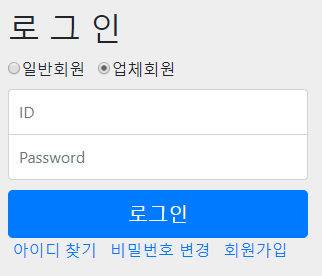 로 그 인
일반회원 업체회원
ID
Password
로그인
아이디 찾기 비밀번호 변경 회원가입